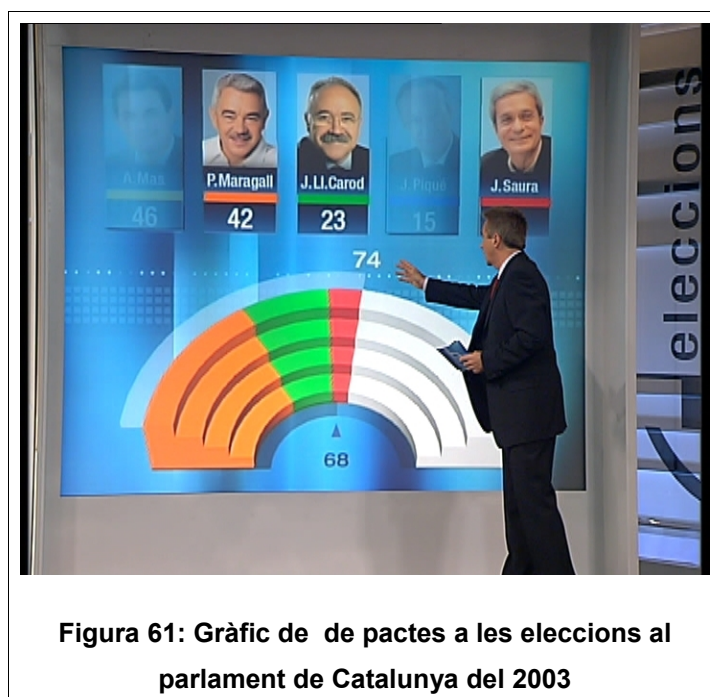 A. Mas
P. Maragall
J. Ll. Carod
J. Piqué
J. Saura
46
42
23
15
74
68
eleccions
Figura 61: Gràfic de de pactes a les eleccions al
parlament de Catalunya del 2003